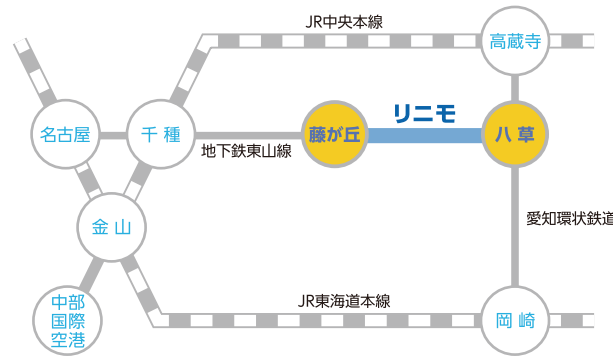 JR中央本線
高蔵寺
リニモ
名古屋
千種
藤が丘
八草
地下鉄東山線
愛知環状鉄道
金山
JR東海道本線
中部
国際
空港
岡崎